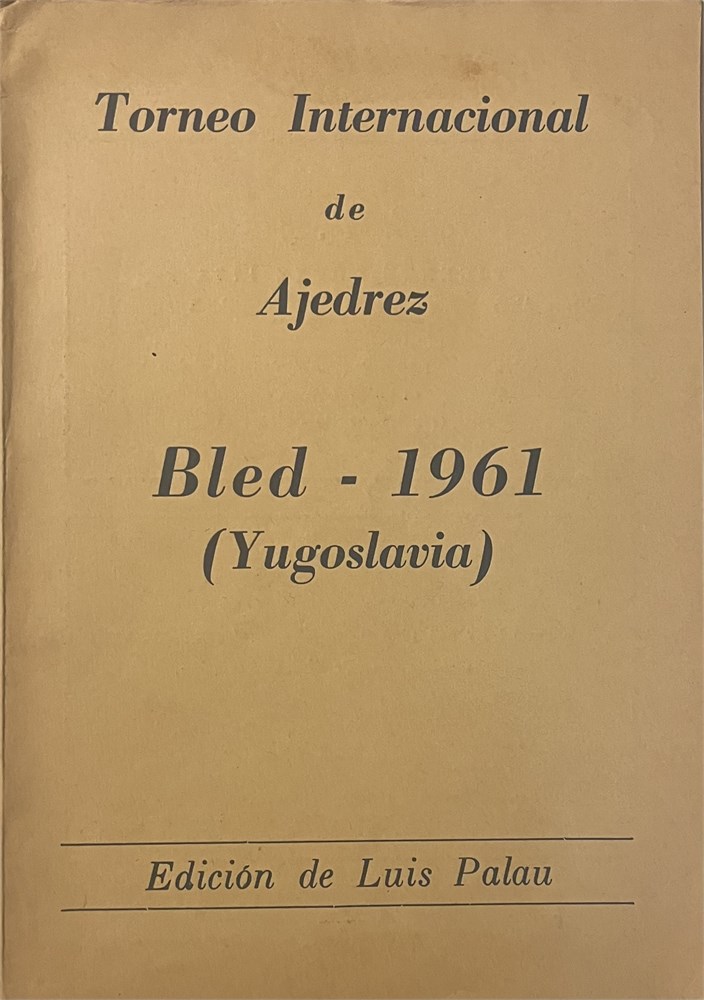 Torneo Internacional
de
Ajedrez
Bled - 1961
(Yugoslavia)
Edición de Luis Palau